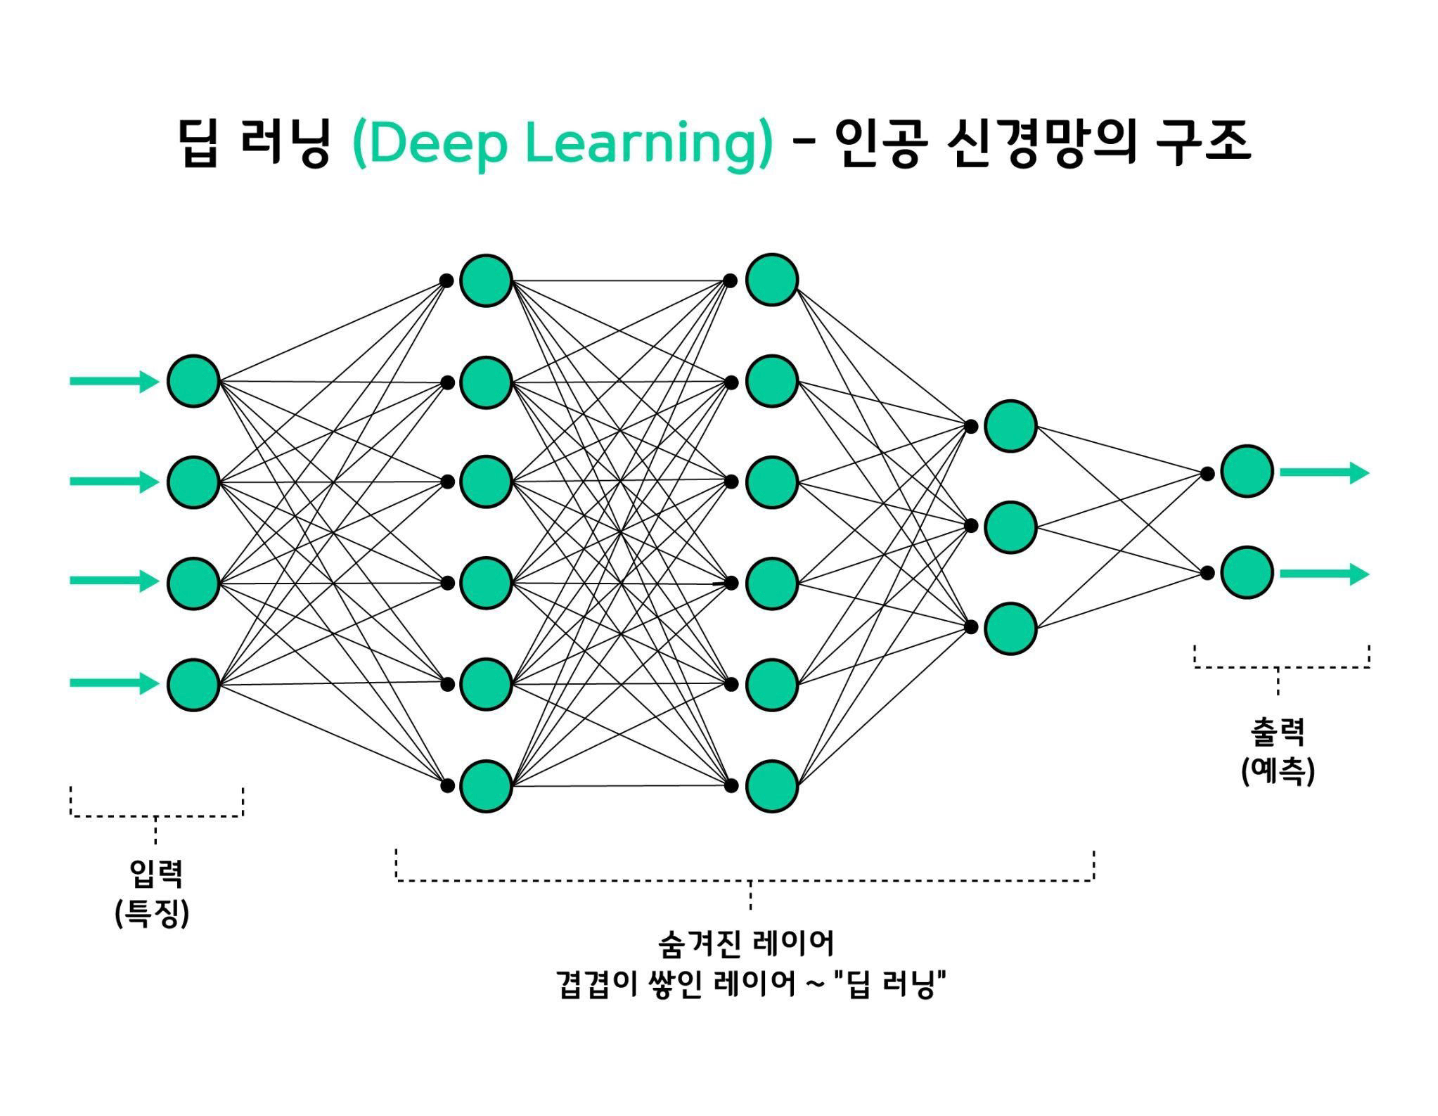 딥 러닝 (Deep Learning) - 인공 신경망의 구조
입력
(특징)
숨겨진 레이어
겹겹이 쌓인 레이어 ~ "딥 러닝"
출력
(예측)